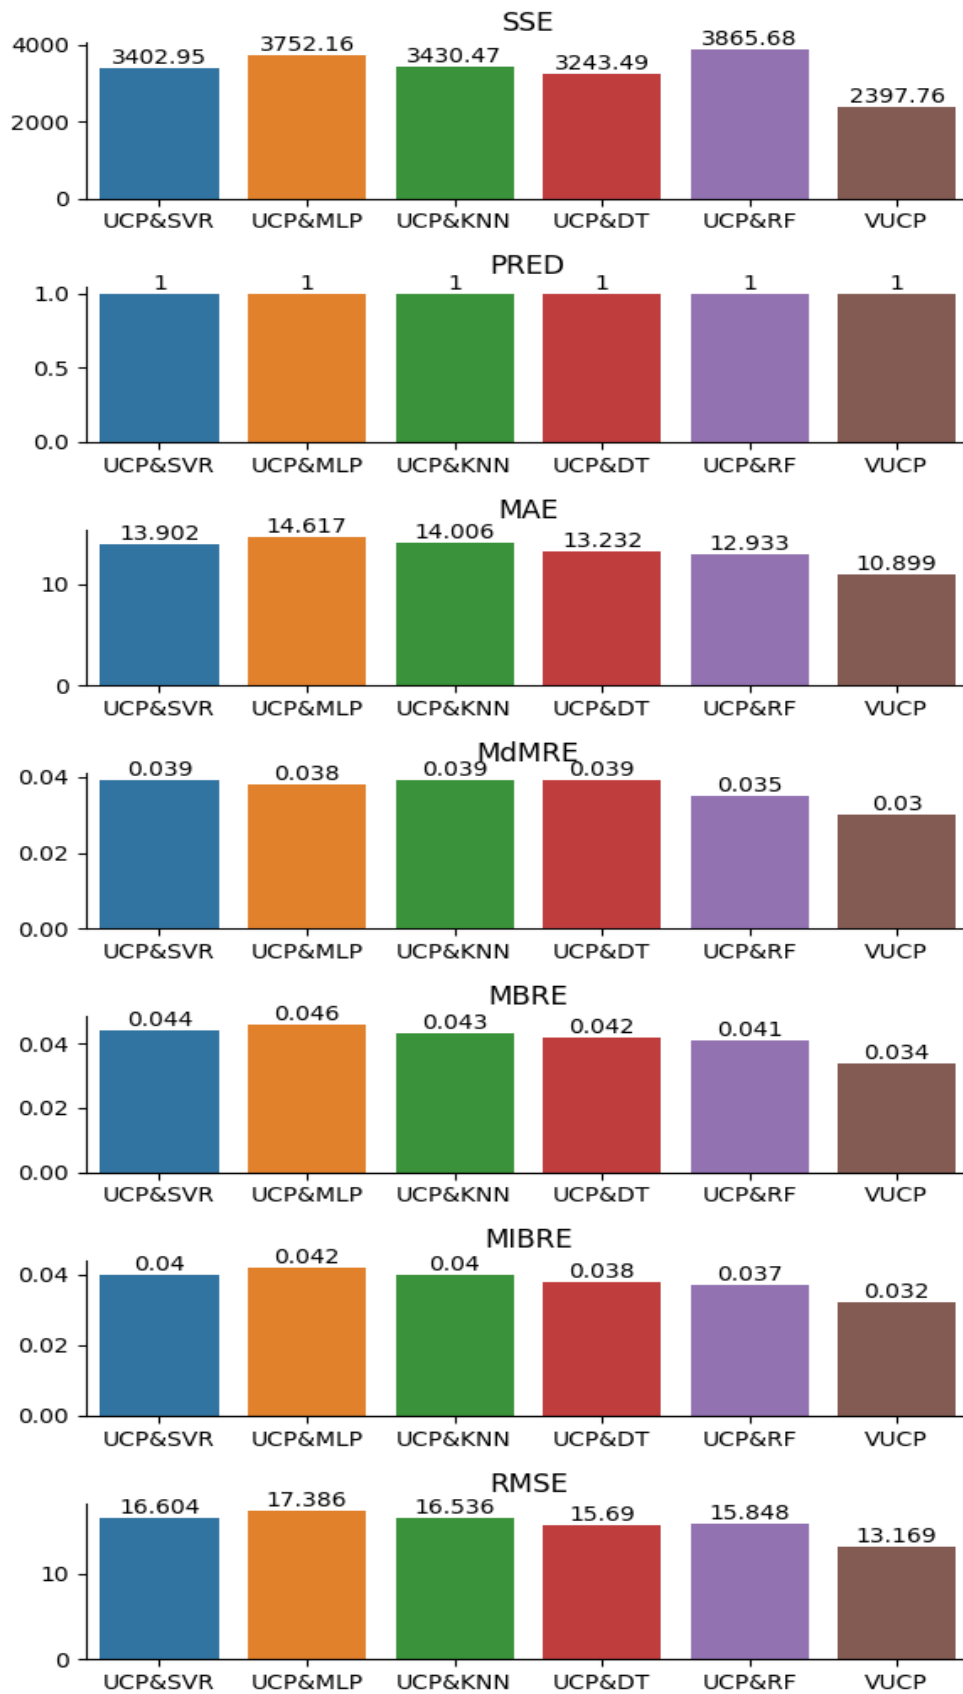 SSE
4000
2000
0
3402.95 3752.16 3430.47 3243.49 3865.68 2397.76
UCP&SVR UCP&MLP UCP&KNN UCP&DT UCP&RF VUCP
PRED
1.0
0.5
0.0
1 1 1 1 1 1
UCP&SVR UCP&MLP UCP&KNN UCP&DT UCP&RF VUCP
MAE
10
0
13.902 14.617 14.006 13.232 12.933 10.899
UCP&SVR UCP&MLP UCP&KNN UCP&DT UCP&RF VUCP
MdMRE
0.04
0.02
0.00
0.039 0.038 0.039 0.039 0.035 0.03
UCP&SVR UCP&MLP UCP&KNN UCP&DT UCP&RF VUCP
MBRE
0.04
0.02
0.00
0.044 0.046 0.043 0.042 0.041 0.034
UCP&SVR UCP&MLP UCP&KNN UCP&DT UCP&RF VUCP
MIBRE
0.04
0.02
0.00
0.04 0.042 0.04 0.038 0.037 0.032
UCP&SVR UCP&MLP UCP&KNN UCP&DT UCP&RF VUCP
RMSE
10
0
16.604 17.386 16.536 15.69 15.848 13.169
UCP&SVR UCP&MLP UCP&KNN UCP&DT UCP&RF VUCP